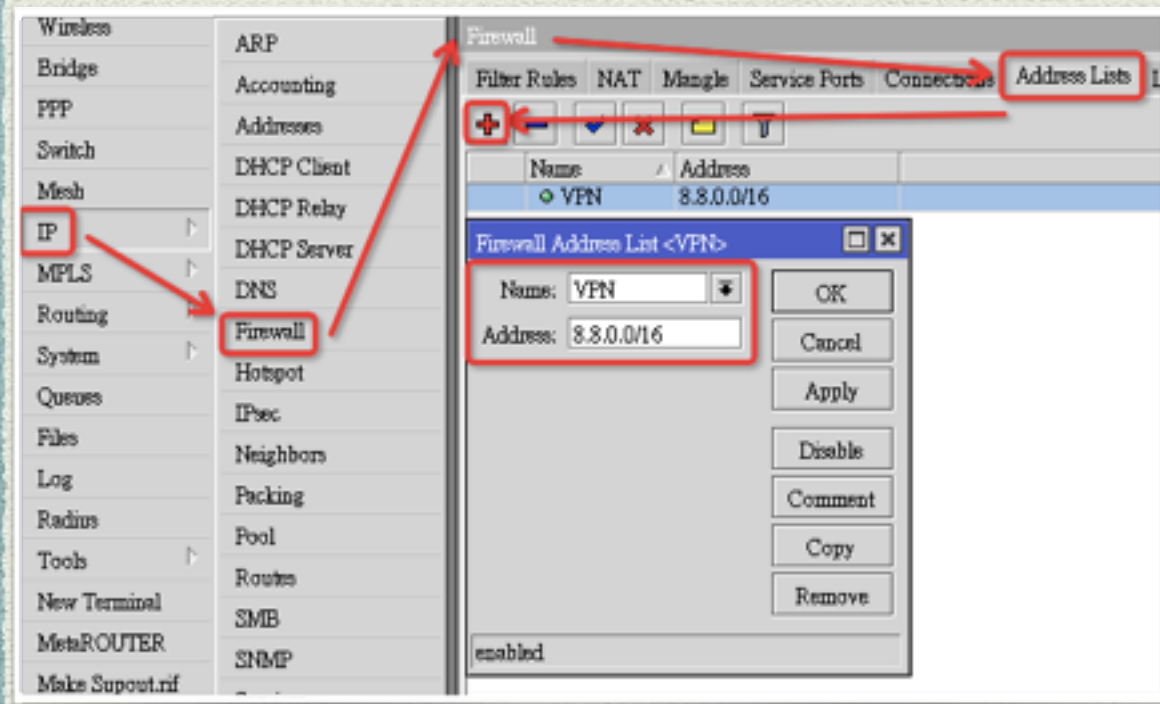 Wireless
Bridge
PPP
Switch
Mesh
IP
MPLS
Routing
System
Queues
Files
Log
Radius
Tools
New Terminal
MetaROUTER
Make Supout.rif
ARP
Accounting
Addresses
DHCP Client
DHCP Relay
DHCP Server
DNS
Firewall
Hotspot
IPsec
Neighbors
Packing
Pool
Routes
SMB
SNMP
Firewall
Filter Rules NAT Mangle Service Ports Connections Address Lists L
Name Address
VPN 8.8.0.0/16
Firewall Address List <VPN>
Name: VPN
Address: 8.8.0.0/16
OK
Cancel
Apply
Disable
Comment
Copy
Remove
enabled